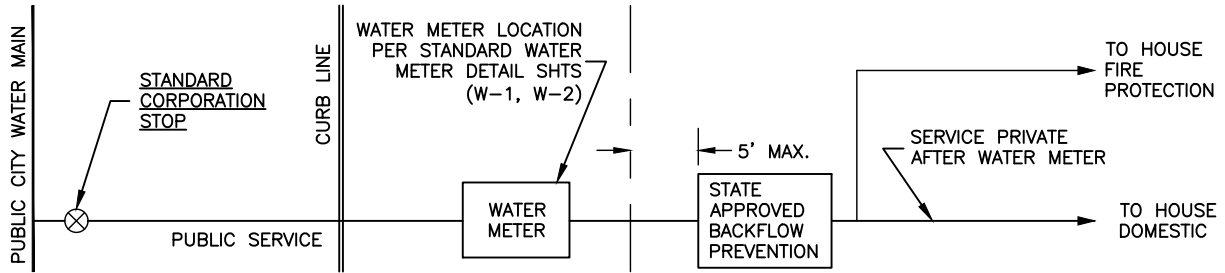 PUBLIC CITY WATER MAIN
STANDARD
CORPORATION
STOP
PUBLIC SERVICE
CURB LINE
WATER METER LOCATION
PER STANDARD WATER
METER DETAIL SHTS
(W-1, W-2)
WATER
METER
5' MAX.
STATE
APPROVED
BACKFLOW
PREVENTION
SERVICE PRIVATE
AFTER WATER METER
TO HOUSE
FIRE
PROTECTION
TO HOUSE
DOMESTIC